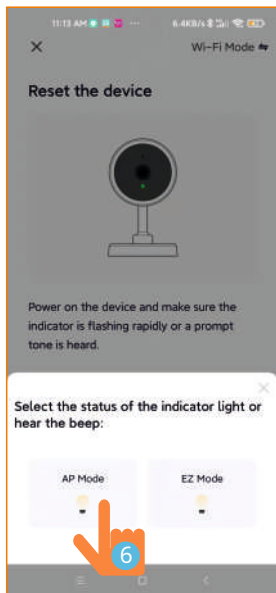 11:13 AM
6.4KB/s
Wi-Fi Mode
Reset the device
Power on the device and make sure the
indicator is flashing rapidly or a prompt
tone is heard.
Select the status of the indicator light or
hear the beep:
AP Mode
EZ Mode
6